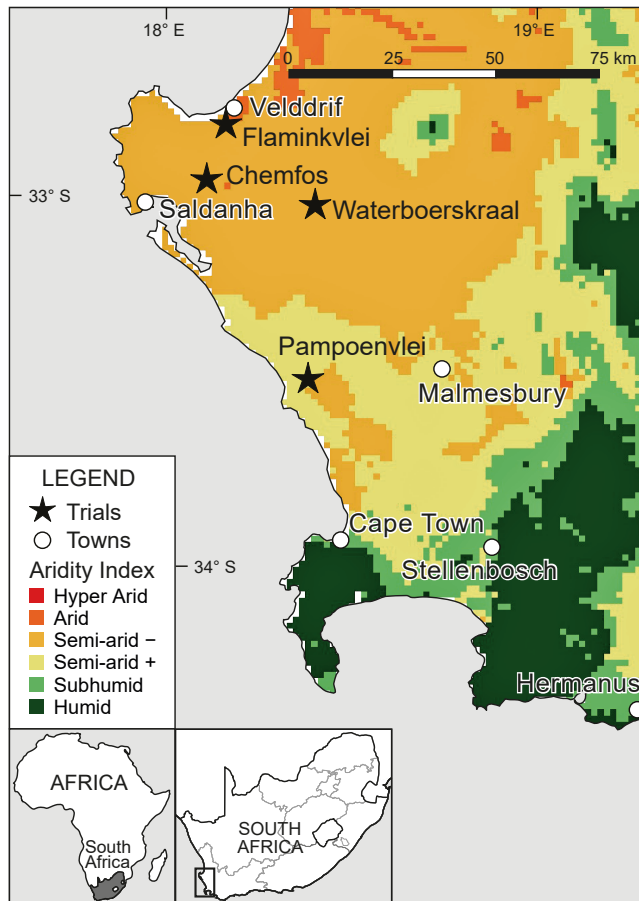 18° E
19° E
0
25
50
75 km
Velddrif
Flaminkvlei
Chemfos
33° S
Saldanha
Waterboerskraal
Pampoenvlei
Malmesbury
LEGEND
Trials
Towns
Aridity Index
Hyper Arid
Arid
Semi-arid −
Semi-arid +
Subhumid
Humid
Cape Town
34° S
Stellenbosch
Hermanus
AFRICA
South
Africa
SOUTH
AFRICA